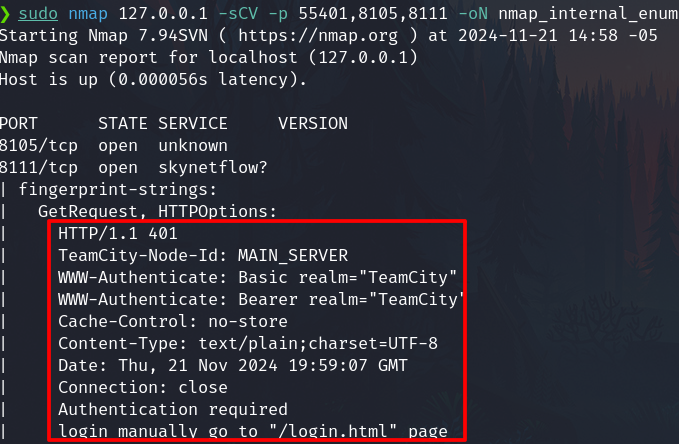 ❯ sudo nmap 127.0.0.1 -sCV -p 55401,8105,8111 -oN nmap_internal_enum
Starting Nmap 7.94SVN ( https://nmap.org ) at 2024-11-21 14:58 -05
Nmap scan report for localhost (127.0.0.1)
Host is up (0.000056s latency).
PORT     STATE SERVICE     VERSION
8105/tcp open  unknown
8111/tcp open  skynetflow?
| fingerprint-strings:
|   GetRequest, HTTPOptions:
|     HTTP/1.1 401
|     TeamCity-Node-Id: MAIN_SERVER
|     WWW-Authenticate: Basic realm="TeamCity"
|     WWW-Authenticate: Bearer realm="TeamCity"
|     Cache-Control: no-store
|     Content-Type: text/plain;charset=UTF-8
|     Date: Thu, 21 Nov 2024 19:59:07 GMT
|     Connection: close
|     Authentication required
|     login manually go to "/login.html" page